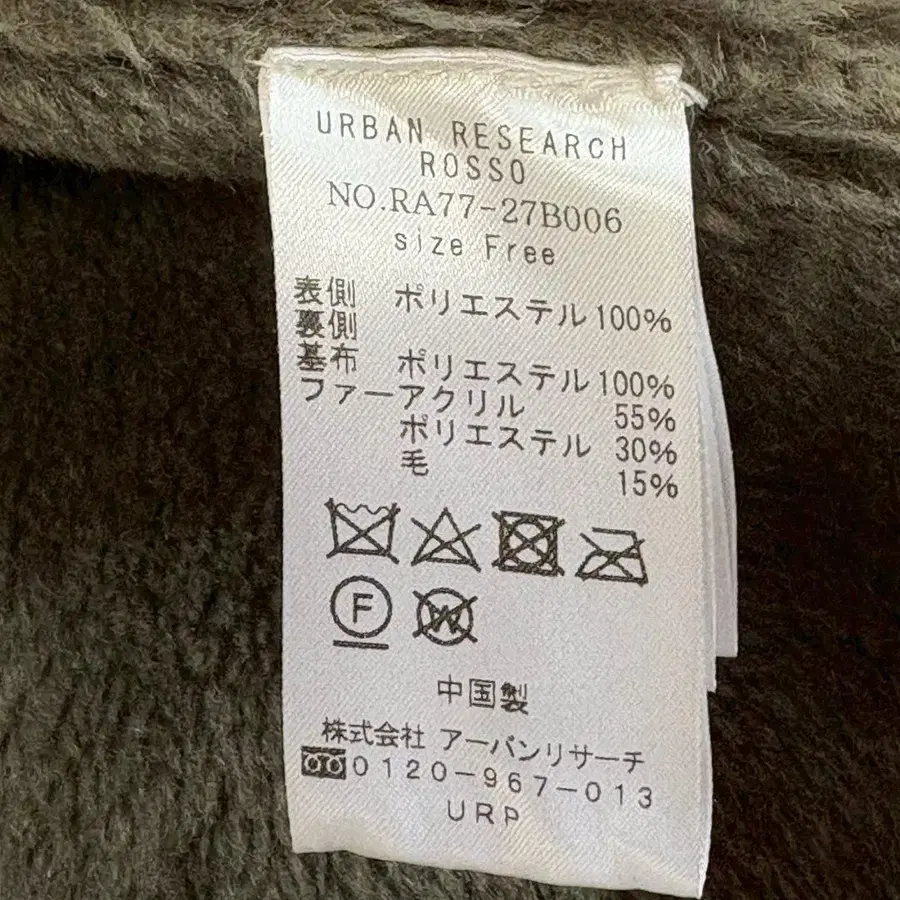 URBAN RESEARCH
ROSSO
NO.RA77-27B006
size Free
表側 ポリエステル 100%
裏側
基布 ポリエステル 100%
ファー アクリル 55%
ポリエステル 30%
毛 15%
F
W
中国製
株式会社 アーバンリサーチ
0120-967-013
URP